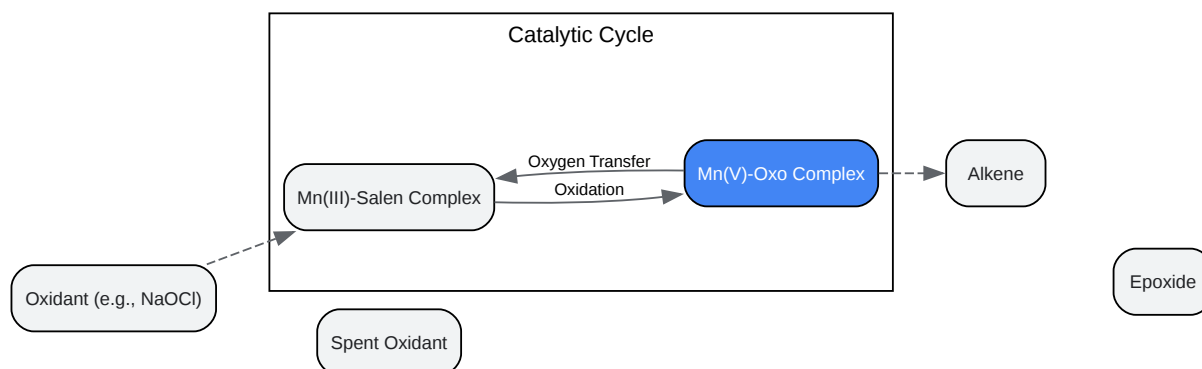 Catalytic Cycle
Oxygen Transfer
Mn(V)-Oxo Complex
Alkene
Mn(III)-Salen Complex
Oxidation
Oxidant (e.g., NaOCl)
Epoxide
Spent Oxidant